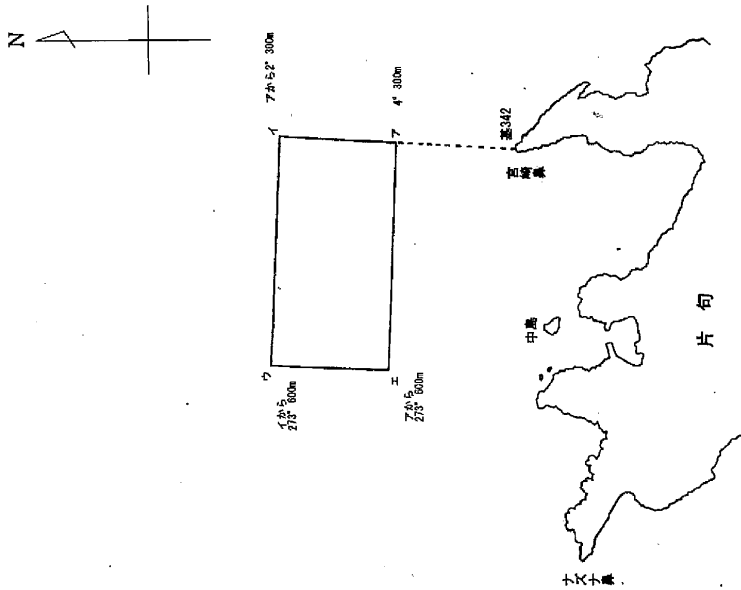 N
アから2° 300m
イ
4° 300m
ア
基342
宮崎鼻
ウ
イから
273° 600m
エ
アから
273° 600m
中島
片句
ナズナ鼻